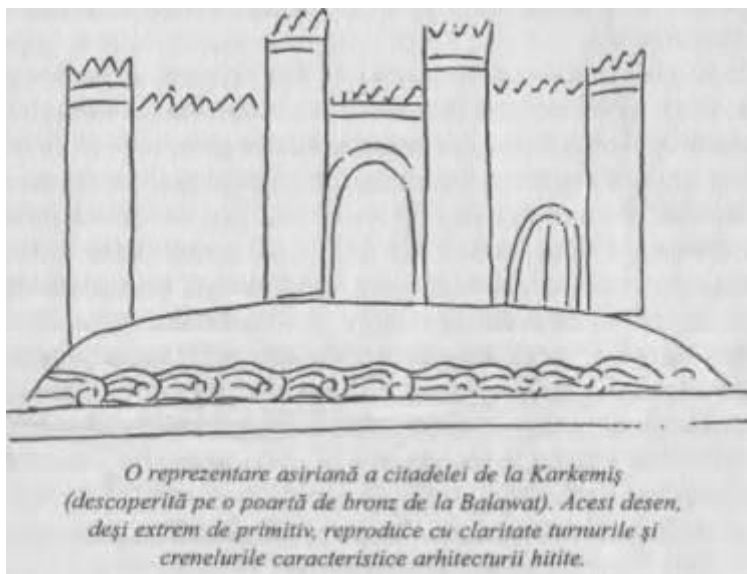 O reprezentare asiriană a citadelei de la Karkemiş
(descoperită pe o poartă de bronz de la Balawat). Acest desen,
deşi extrem de primitiv, reproduce cu claritate turnurile şi
crenelurile caracteristice arhitecturii hitite.